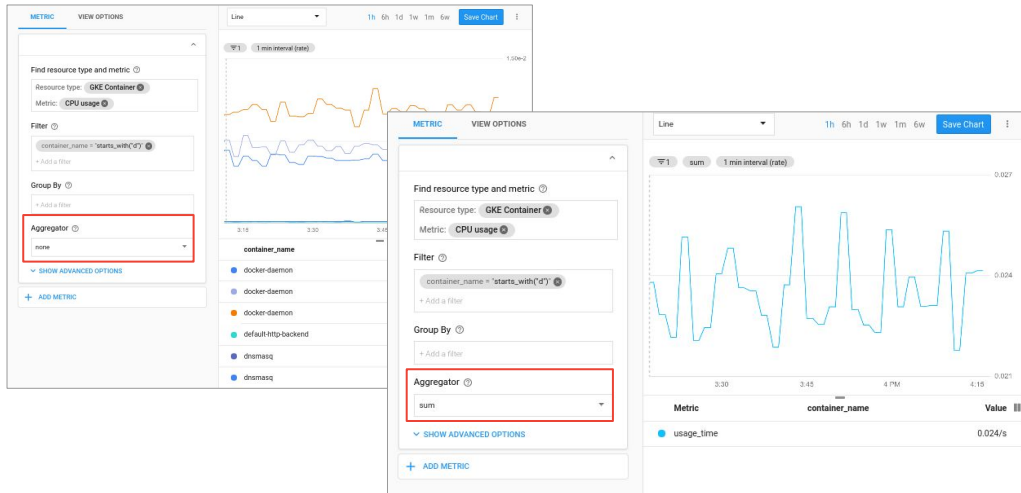 METRIC VIEW OPTIONS
Find resource type and metric
Resource type: GKE Container
Metric: CPU usage
Filter
container_name = "starts_with("d")"
+ Add a filter
Group By
+ Add a filter
Aggregator
none
SHOW ADVANCED OPTIONS
+ ADD METRIC
Line 1h 6h 1d 1w 1m 6w Save Chart
1 1 min interval (rate)
1.00e-2
3:15 3:30 3:45
container_name
docker-daemon
docker-daemon
docker-daemon
default-http-backend
dnsmasq
dnsmasq
METRIC VIEW OPTIONS
Find resource type and metric
Resource type: GKE Container
Metric: CPU usage
Filter
container_name = "starts_with("d")"
+ Add a filter
Group By
+ Add a filter
Aggregator
sum
SHOW ADVANCED OPTIONS
+ ADD METRIC
Line 1h 6h 1d 1w 1m 6w Save Chart
1 sum 1 min interval (rate)
0.027
0.024
0.021
3:30 3:45 4 PM 4:15
Metric container_name Value
usage_time 0.024/s